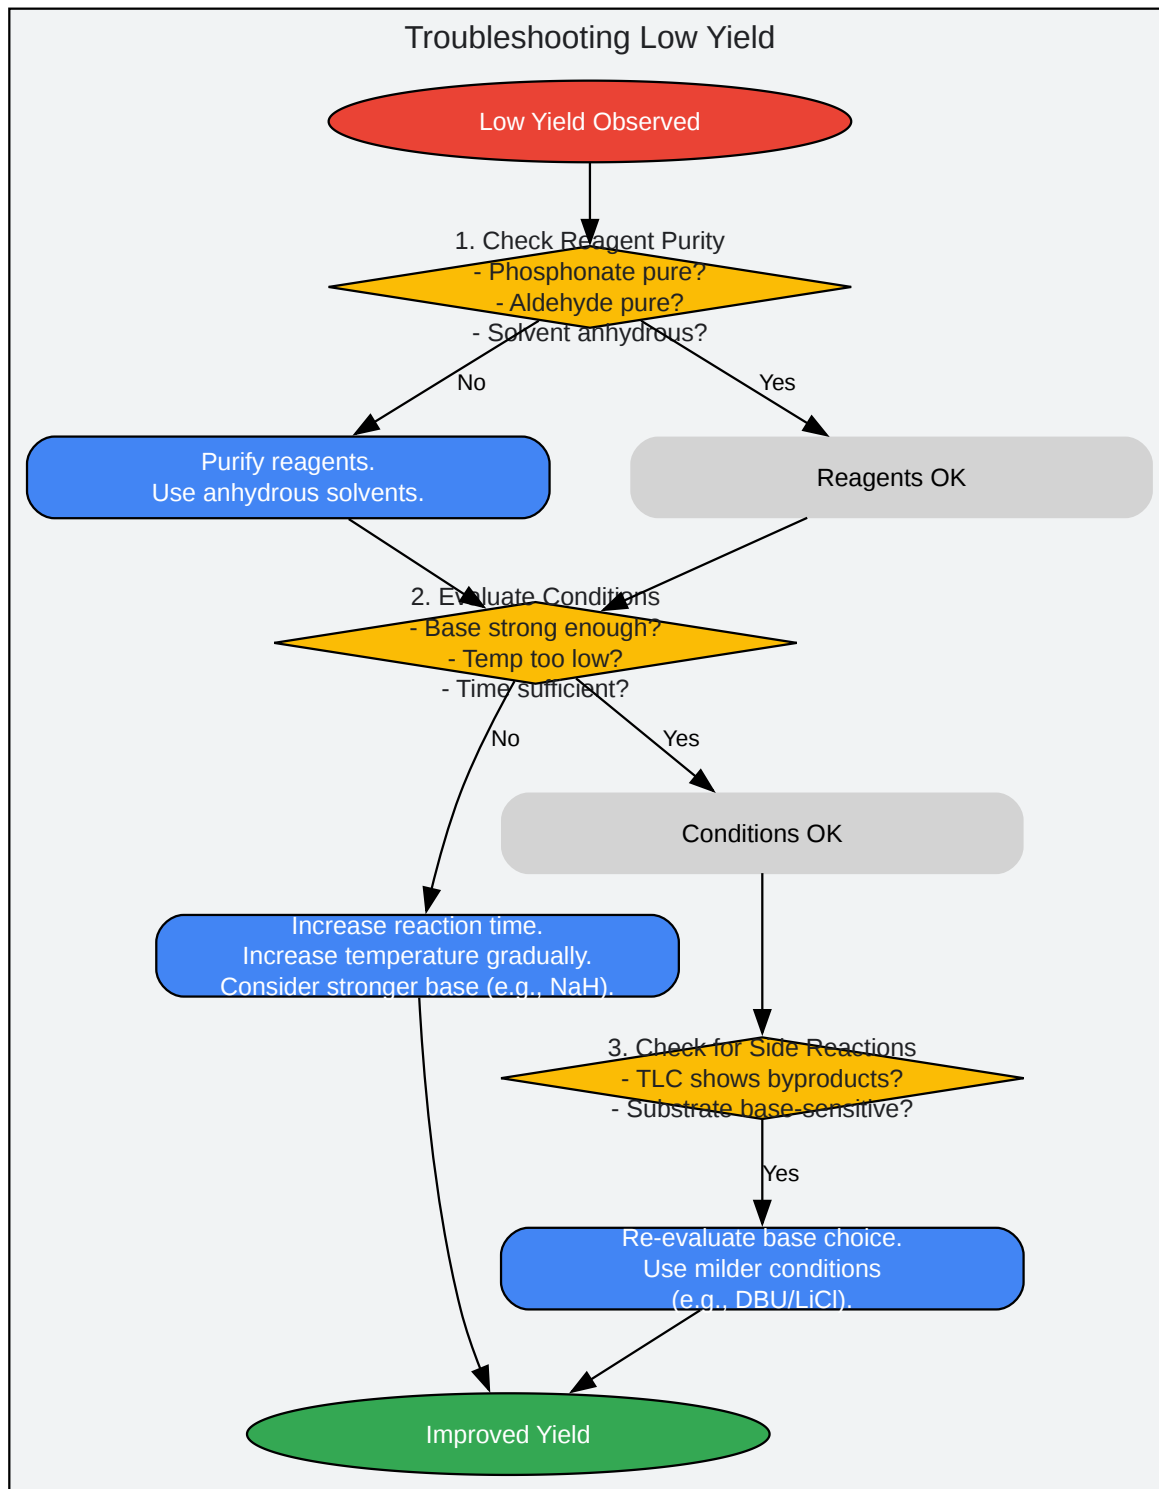 Troubleshooting Low Yield
Low Yield Observed
1. Check Reagent Purity
- Phosphonate pure?
- Aldehyde pure?
- Solvent anhydrous?
No
Yes
Purify reagents.
Use anhydrous solvents.
Reagents OK
2. Evaluate Conditions
- Base strong enough?
- Temp too low?
- Time sufficient?
No
Yes
Conditions OK
Increase reaction time.
Increase temperature gradually.
Consider stronger base (e.g., NaH).
3. Check for Side Reactions
- TLC shows byproducts?
- Substrate base-sensitive?
Yes
Re-evaluate base choice.
Use milder conditions
(e.g., DBU/LiCl).
Improved Yield